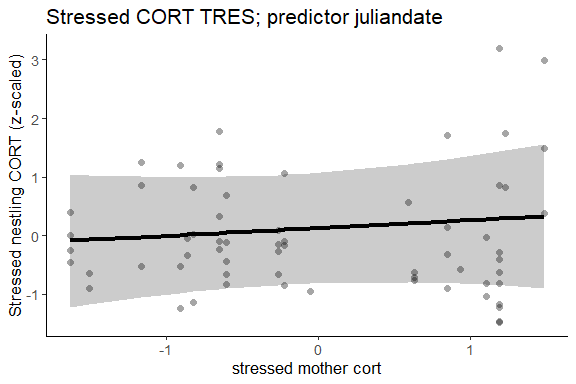 Stressed CORT TRES; predictor juliandate
Stressed nestling CORT (z-scaled)
3
2
1
0
-1
-1
0
1
stressed mother cort